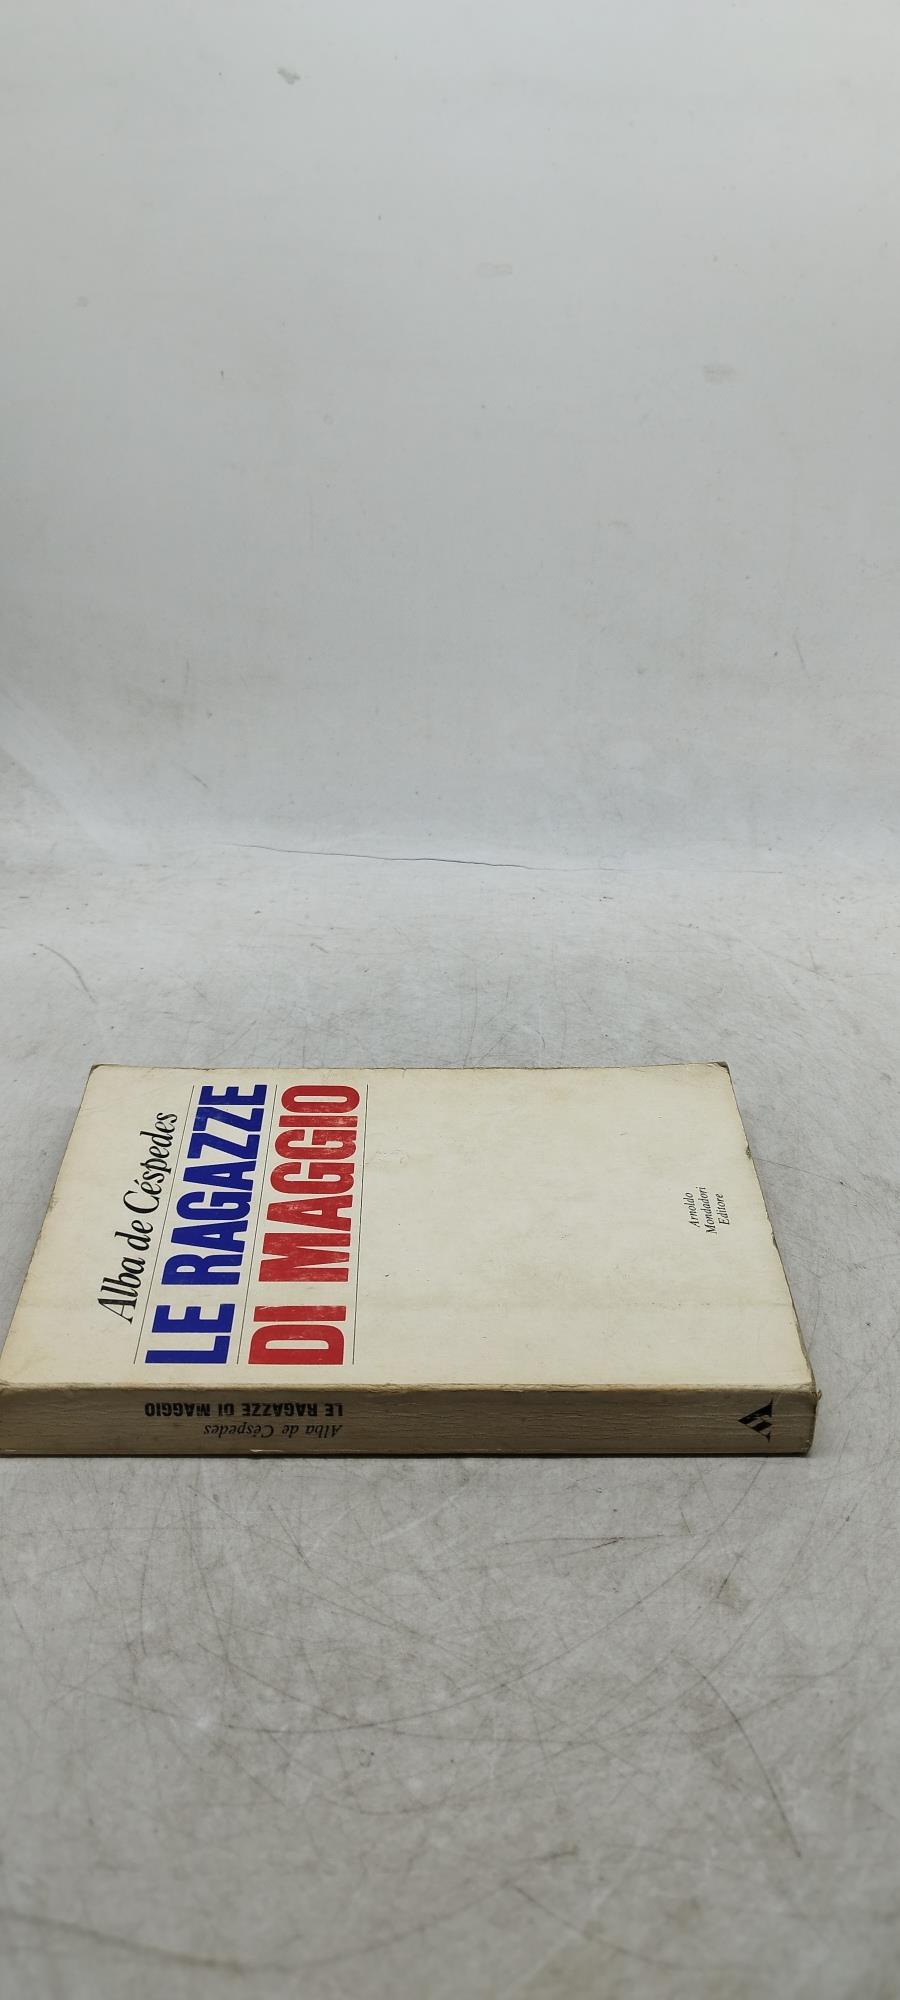 Alba de Céspedes
LE RAGAZZE
DI MAGGIO
Arnoldo
Mondadori
Editore
Alba de Céspedes
LE RAGAZZE DI MAGGIO